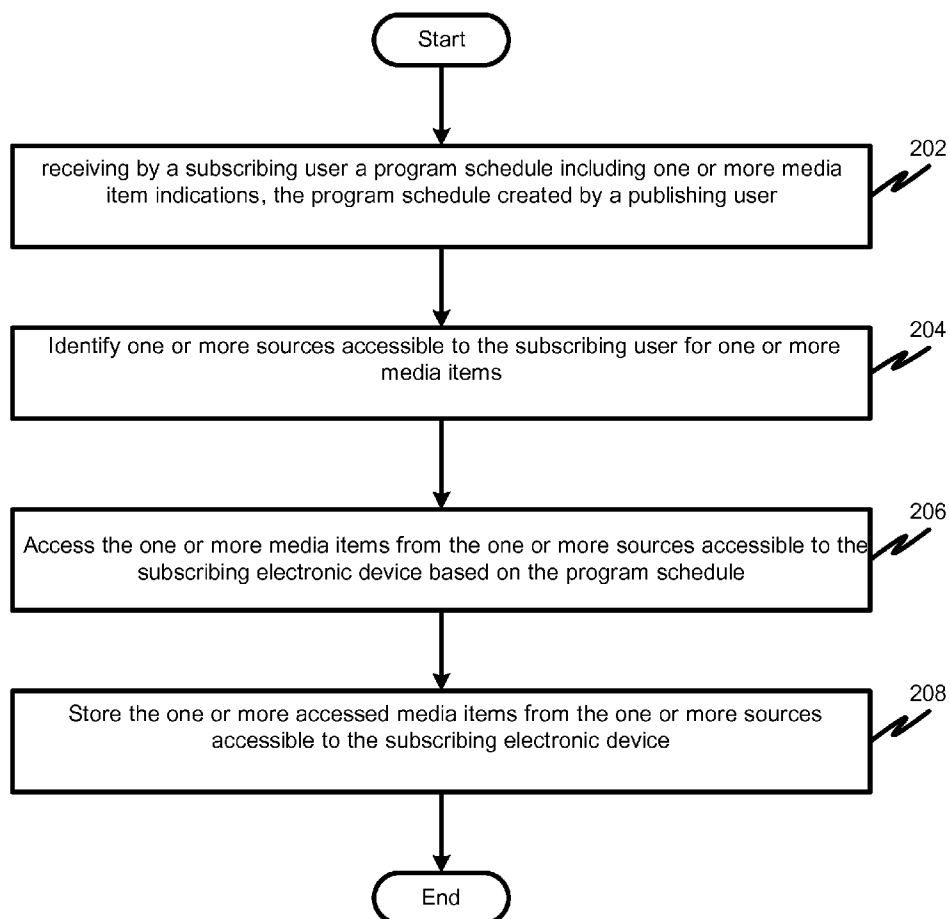 Start
receiving by a subscribing user a program schedule including one or more media
item indications, the program schedule created by a publishing user
202
Identify one or more sources accessible to the subscribing user for one or more
media items
204
Access the one or more media items from the one or more sources accessible to the
subscribing electronic device based on the program schedule
206
Store the one or more accessed media items from the one or more sources
accessible to the subscribing electronic device
208
End